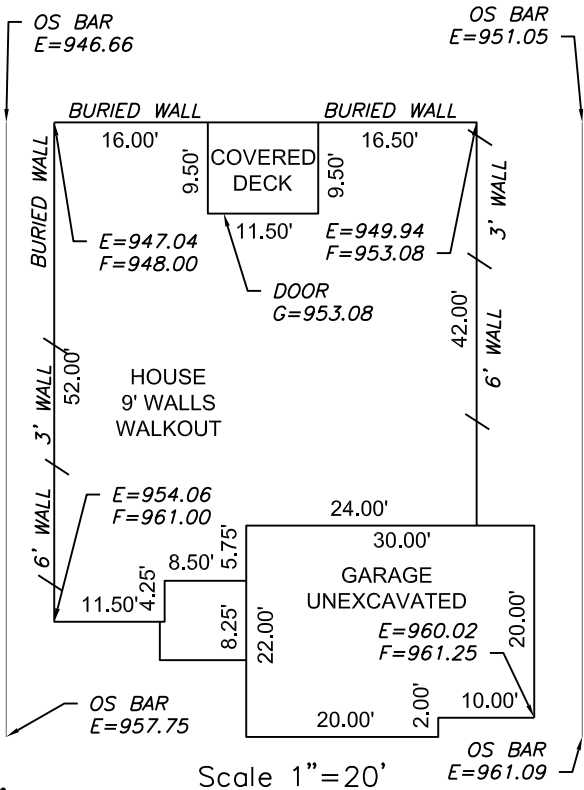 OS BAR
E=946.66
OS BAR
E=951.05
BURIED WALL
BURIED WALL
16.00'
16.50'
COVERED
DECK
9.50'
9.50'
11.50'
BURIED WALL
3' WALL
E=947.04
F=948.00
E=949.94
F=953.08
DOOR
G=953.08
42.00'
6' WALL
52.00'
3' WALL
HOUSE
9' WALLS
WALKOUT
6' WALL
E=954.06
F=961.00
24.00'
30.00'
8.50'
5.75'
4.25'
11.50'
8.25'
22.00'
GARAGE
UNEXCAVATED
20.00'
E=960.02
F=961.25
10.00'
2.00'
20.00'
OS BAR
E=957.75
OS BAR
E=961.09
Scale 1"=20'